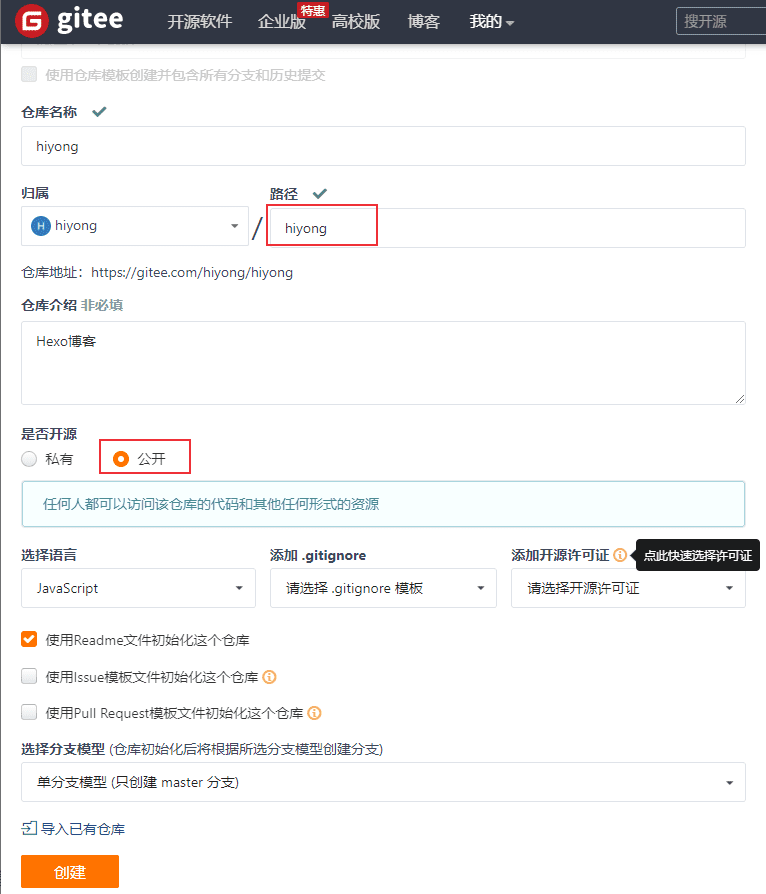 gitee 开源软件 企业版 特惠 高校版 博客 我的 搜开源
使用仓库模板创建并包含所有分支和历史提交
仓库名称
hiyong
归属 路径
H hiyong / hiyong
仓库地址：https://gitee.com/hiyong/hiyong
仓库介绍 非必填
Hexo博客
是否开源
私有 公开
任何人都可以访问该仓库的代码和其他任何形式的资源
选择语言 添加 .gitignore 添加开源许可证 点此快速选择许可证
JavaScript 请选择 .gitignore 模板 请选择开源许可证
使用Readme文件初始化这个仓库
使用Issue模板文件初始化这个仓库
使用Pull Request模板文件初始化这个仓库
选择分支模型 (仓库初始化后将根据所选分支模型创建分支)
单分支模型 (只创建 master 分支)
导入已有仓库
创建